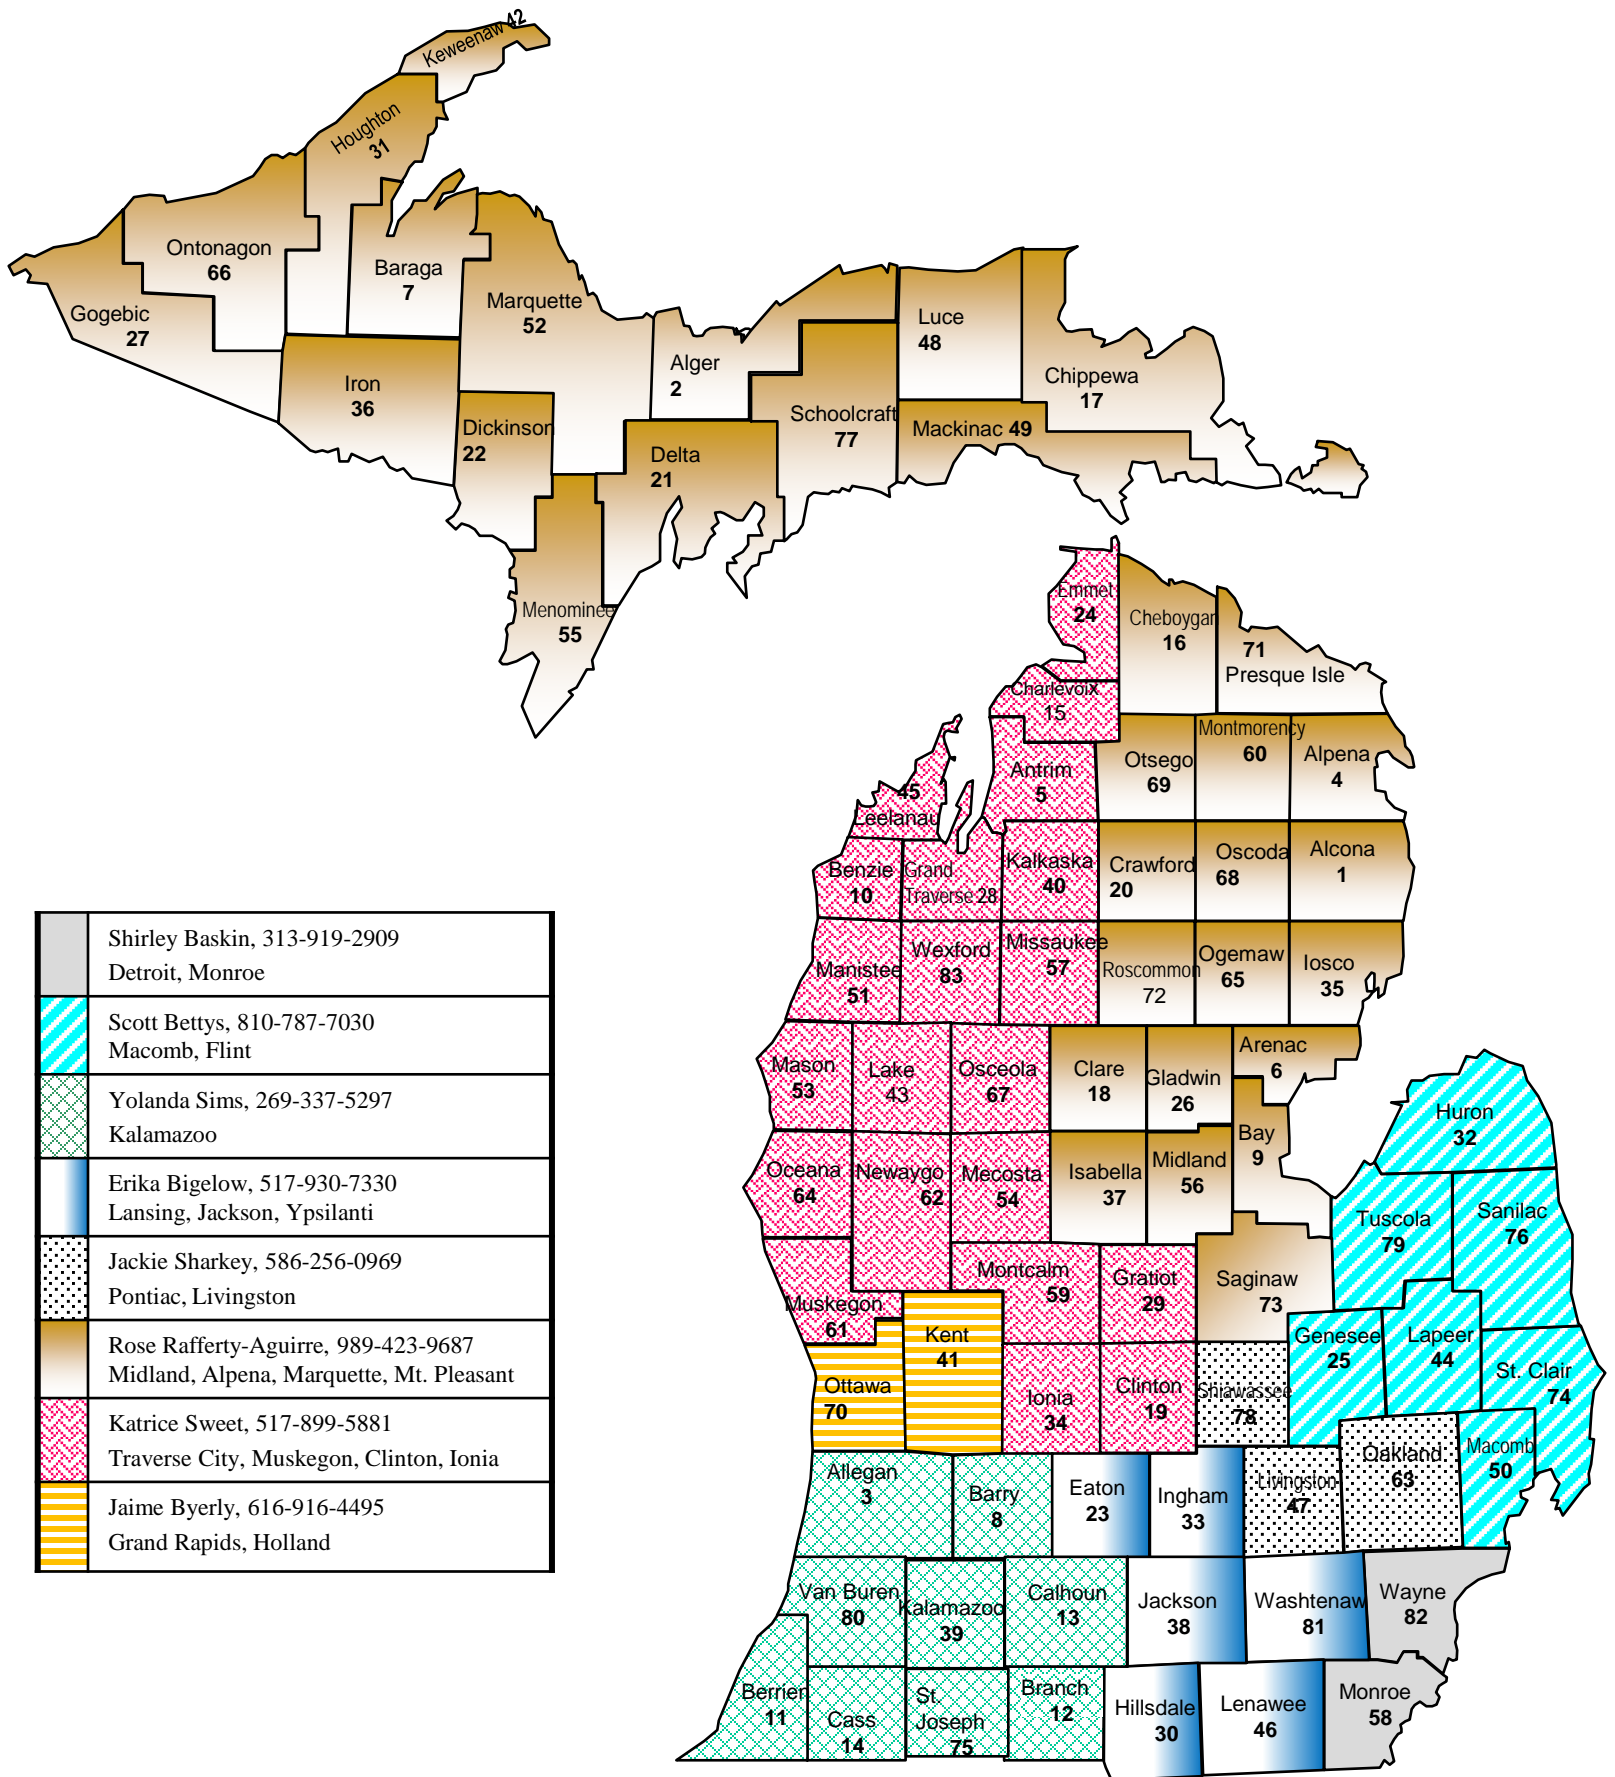 Keweenaw 42
Houghton
31
Ontonagon
66
Baraga
7
Gogebic
27
Marquette
52
Iron
36
Dickinson
22
Alger
2
Luce
48
Chippewa
17
Schoolcraft
77
Mackinac 49
Delta
21
Menominee
55
Emmet
24
Cheboygan
16
71
Presque Isle
Charlevoix
15
Antrim
5
Otsego
69
Montmorency
60
Alpena
4
45
Leelanau
Benzie
10
Grand
Traverse 28
Kalkaska
40
Crawford
20
Oscoda
68
Alcona
1
Manistee
51
Wexford
83
Missaukee
57
Roscommon
72
Ogemaw
65
Iosco
35
Mason
53
Lake
43
Osceola
67
Clare
18
Gladwin
26
Arenac
6
Oceana
64
Newaygo
62
Mecosta
54
Isabella
37
Midland
56
Bay
9
Huron
32
Tuscola
79
Sanilac
76
Muskegon
61
Montcalm
59
Gratiot
29
Saginaw
73
Kent
41
Ottawa
70
Ionia
34
Clinton
19
Shiawassee
78
Genesee
25
Lapeer
44
St. Clair
74
Allegan
3
Barry
8
Eaton
23
Ingham
33
Livingston
47
Oakland
63
Macomb
50
Van Buren
80
Kalamazoo
39
Calhoun
13
Jackson
38
Washtenaw
81
Wayne
82
Berrien
11
Cass
14
St.
Joseph
75
Branch
12
Hillsdale
30
Lenawee
46
Monroe
58
Shirley Baskin, 313-919-2909
Detroit, Monroe
Scott Bettys, 810-787-7030
Macomb, Flint
Yolanda Sims, 269-337-5297
Kalamazoo
Erika Bigelow, 517-930-7330
Lansing, Jackson, Ypsilanti
Jackie Sharkey, 586-256-0969
Pontiac, Livingston
Rose Rafferty-Aguirre, 989-423-9687
Midland, Alpena, Marquette, Mt. Pleasant
Katrice Sweet, 517-899-5881
Traverse City, Muskegon, Clinton, Ionia
Jaime Byerly, 616-916-4495
Grand Rapids, Holland